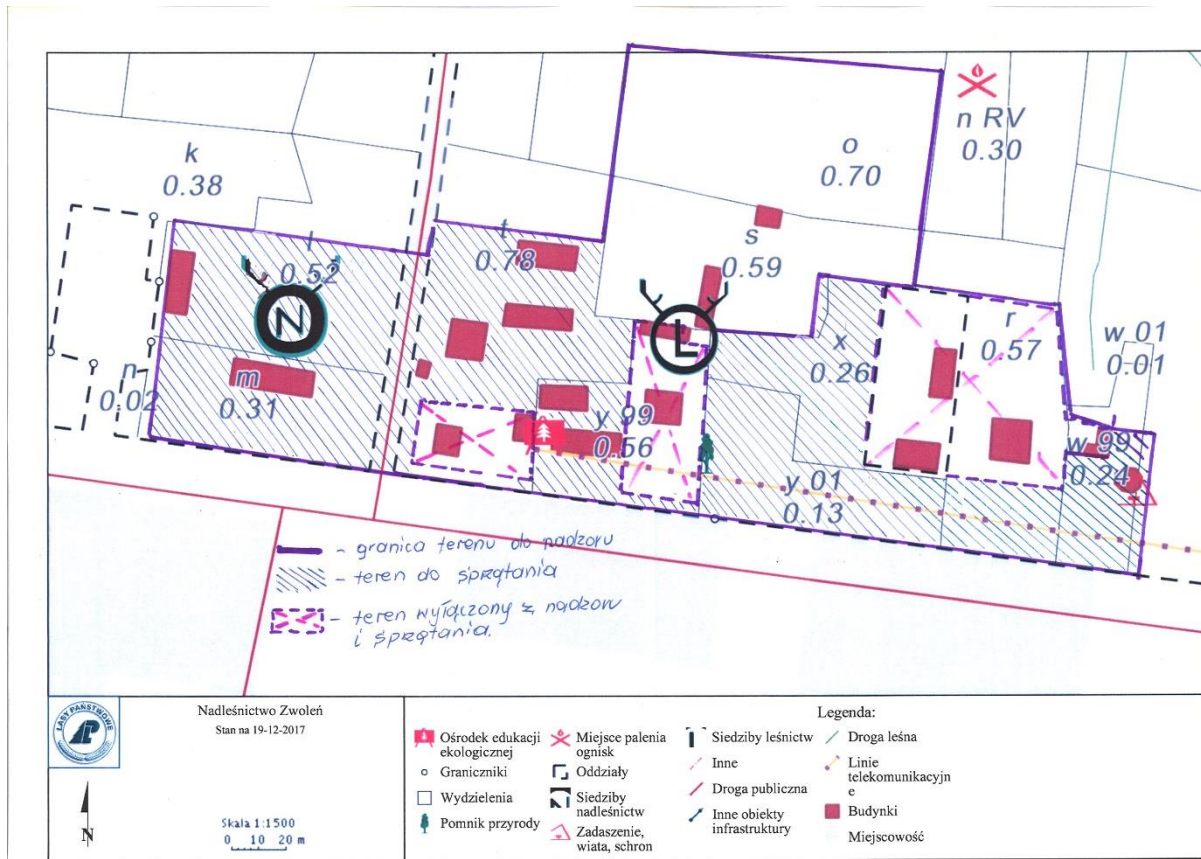 k
0.38
n RV
0.30
o
0.70
l
0.52
t
0.78
s
0.59
N
L
x
0.26
r
0.57
w 01
0.01
n
0.02
m
0.31
y 99
0.56
w 99
0.24
y 01
0.13
- granica terenu do nadzoru
- teren do sprzątania
- teren wyłączony z nadzoru
i sprzątania.
LASY PAŃSTWOWE
Nadleśnictwo Zwoleń
Stan na 19-12-2017
N
Skala 1:1500
0 10 20 m
Legenda:
Ośrodek edukacji
ekologicznej
Graniczniki
Wydzielenia
Pomnik przyrody
Miejsce palenia
ognisk
Oddziały
Siedziby
nadleśnictw
Zadaszenie,
wiata, schron
Siedziby leśnictw
Inne
Droga publiczna
Inne obiekty
infrastruktury
Droga leśna
Linie
telekomunikacyjn
e
Budynki
Miejscowość